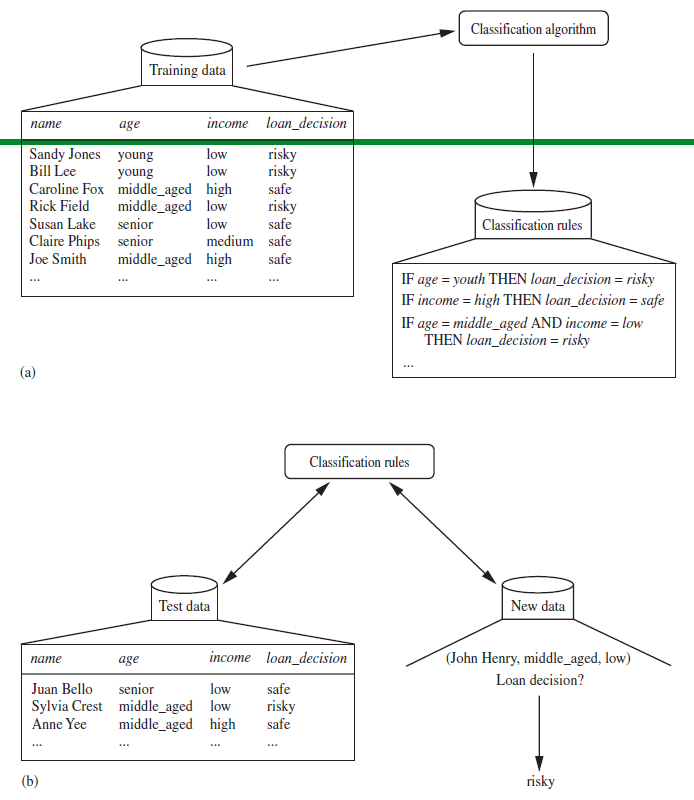 Classification algorithm
Training data
name age income loan_decision
Sandy Jones young low risky
Bill Lee young low risky
Caroline Fox middle_aged high safe
Rick Field middle_aged low risky
Susan Lake senior low safe
Claire Phips senior medium safe
Joe Smith middle_aged high safe
... ... ... ...
Classification rules
IF age = youth THEN loan_decision = risky
IF income = high THEN loan_decision = safe
IF age = middle_aged AND income = low
THEN loan_decision = risky
...
(a)
Classification rules
Test data
name age income loan_decision
Juan Bello senior low safe
Sylvia Crest middle_aged low risky
Anne Yee middle_aged high safe
... ... ... ...
New data
(John Henry, middle_aged, low)
Loan decision?
risky
(b)